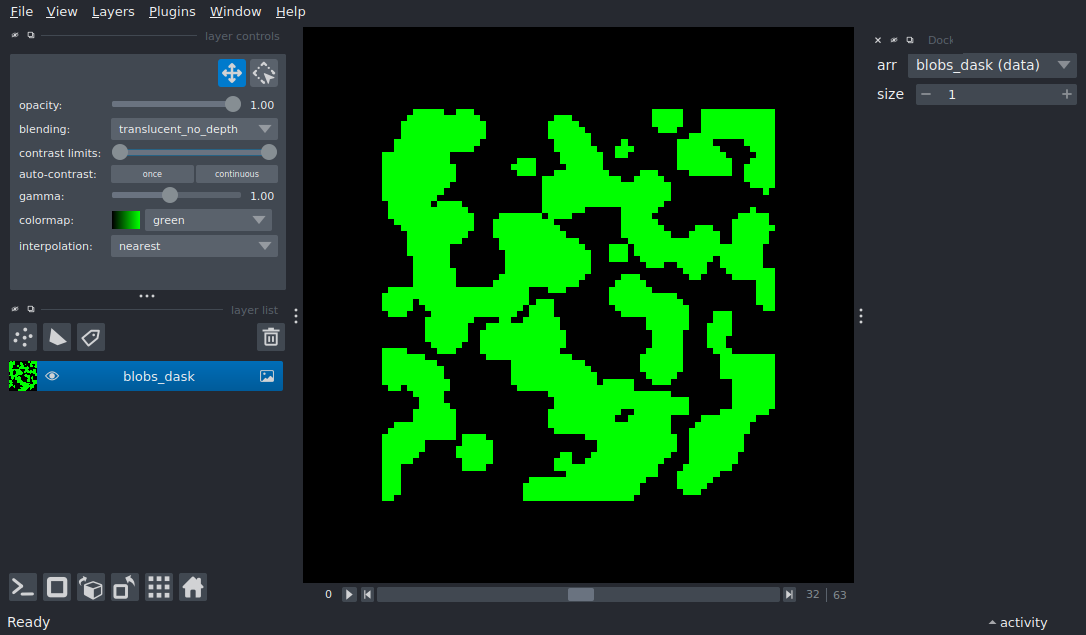 File View Layers Plugins Window Help
layer controls
opacity: 1.00
blending: translucent_no_depth
contrast limits:
auto-contrast: once continuous
gamma: 1.00
colormap: green
interpolation: nearest
layer list
blobs_dask
Dock
arr blobs_dask (data)
size 1
0 32 63
Ready
activity